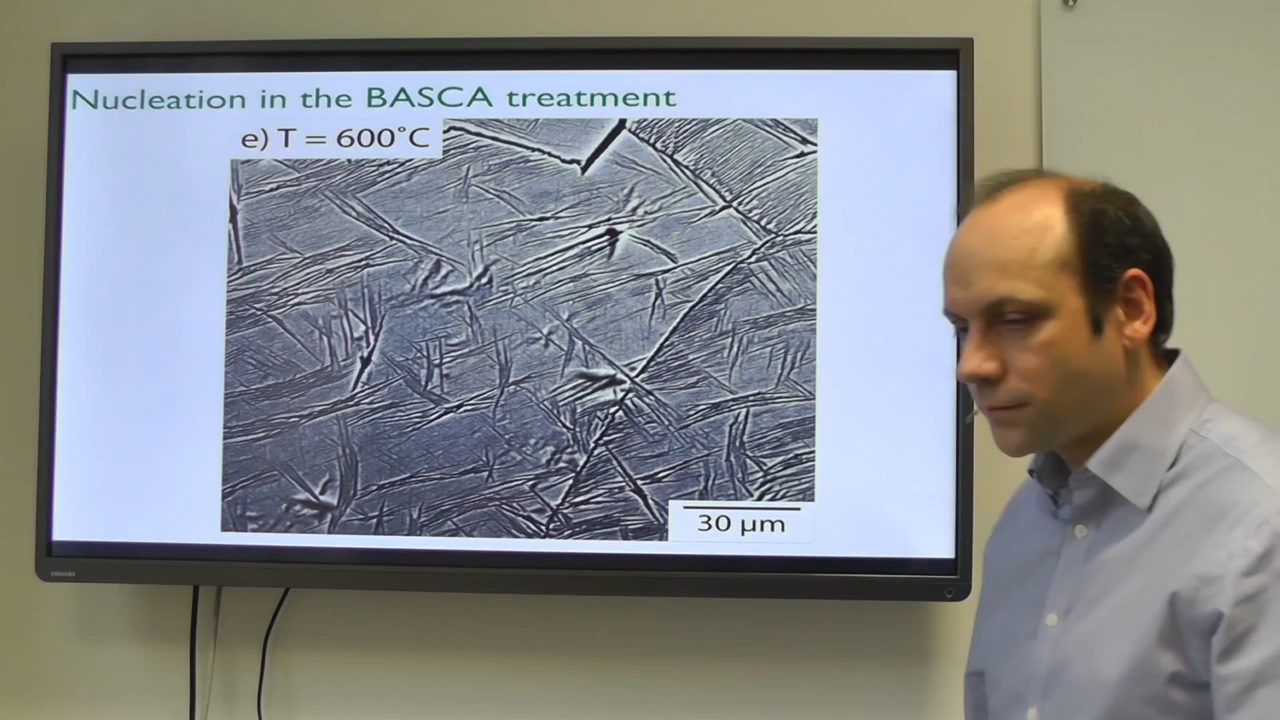 Nucleation in the BASCA treatment
e) T = 600°C
30 µm
TOSHIBA